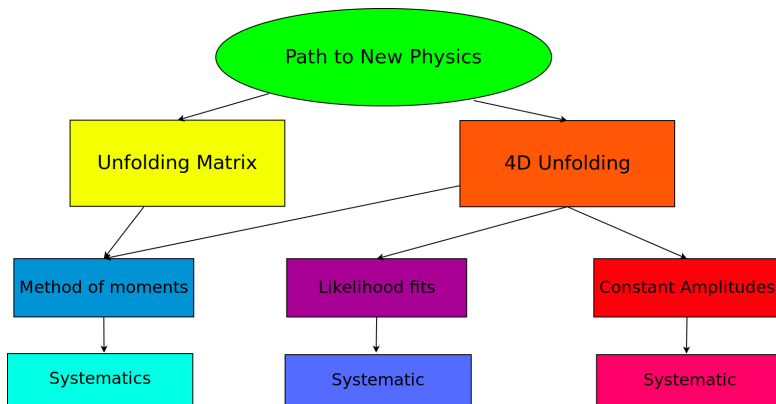 Path to New Physics
Unfolding Matrix
4D Unfolding
Method of moments
Likelihood fits
Constant Amplitudes
Systematics
Systematic
Systematic